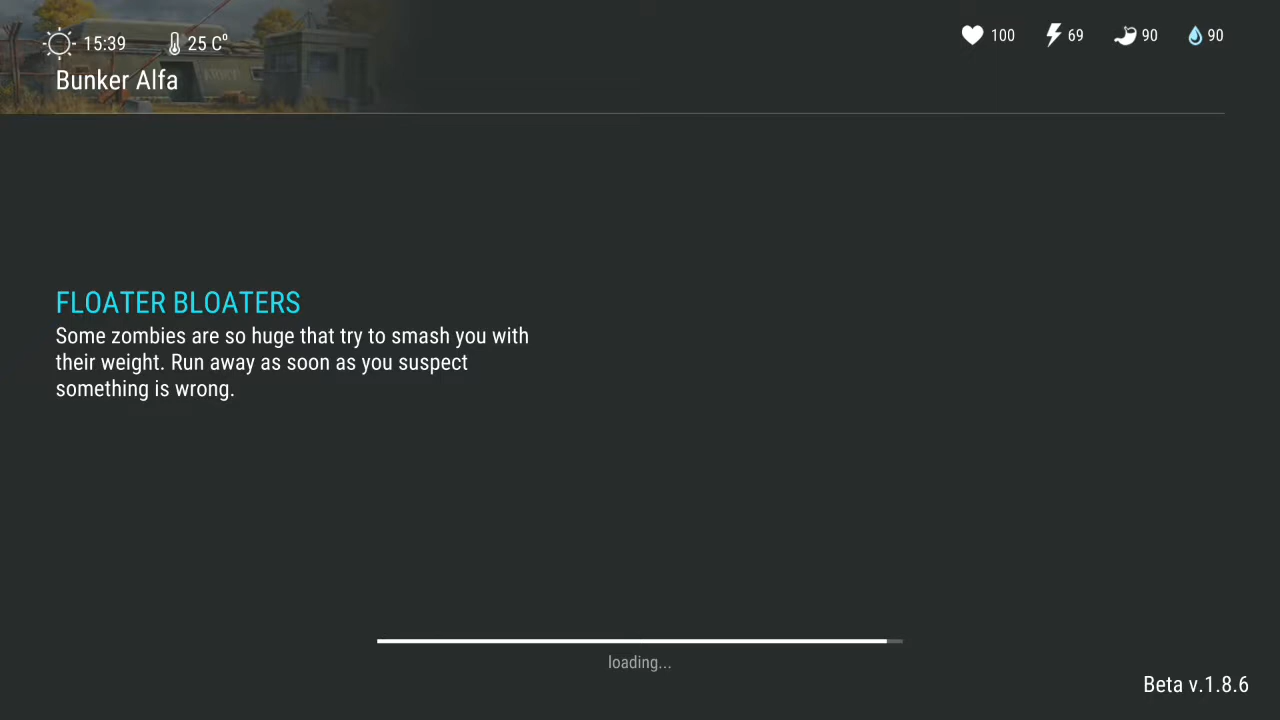 15:39 25 C° 100 69 90 90
Bunker Alfa
FLOATER BLOATERS
Some zombies are so huge that try to smash you with
their weight. Run away as soon as you suspect
something is wrong.
loading...
Beta v.1.8.6